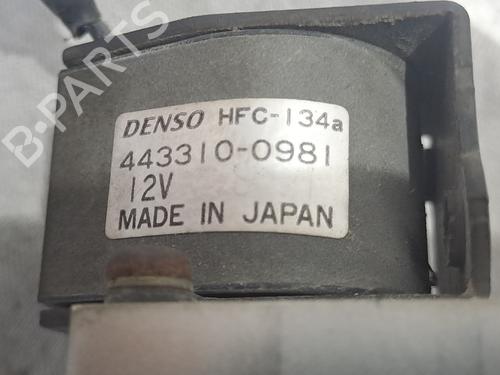 DENSO HFC-134a
443310-0981
12V
MADE IN JAPAN
B-PARTS